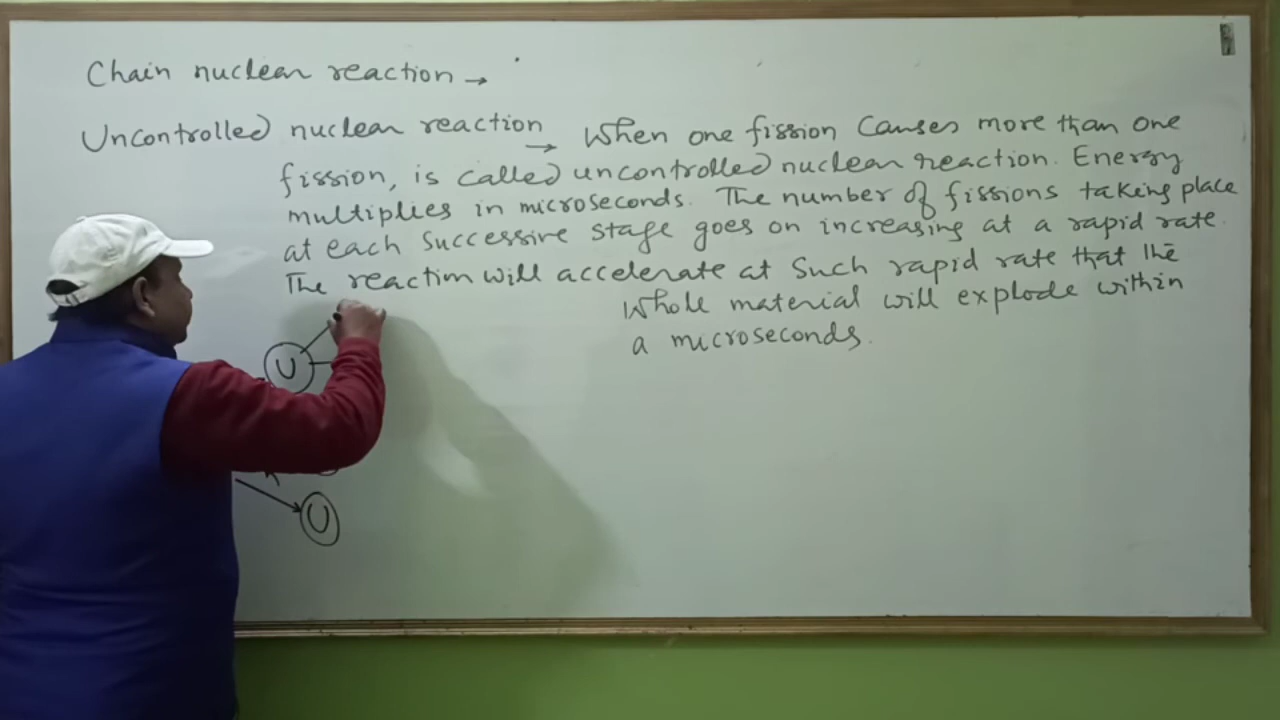 Chain nuclear reaction →
Uncontrolled nuclear reaction → When one fission causes more than one
fission, is called uncontrolled nuclear reaction. Energy
multiplies in microseconds. The number of fissions taking place
at each successive stage goes on increasing at a rapid rate.
The reaction will accelerate at such rapid rate that the
whole material will explode within
a microseconds.
U
U